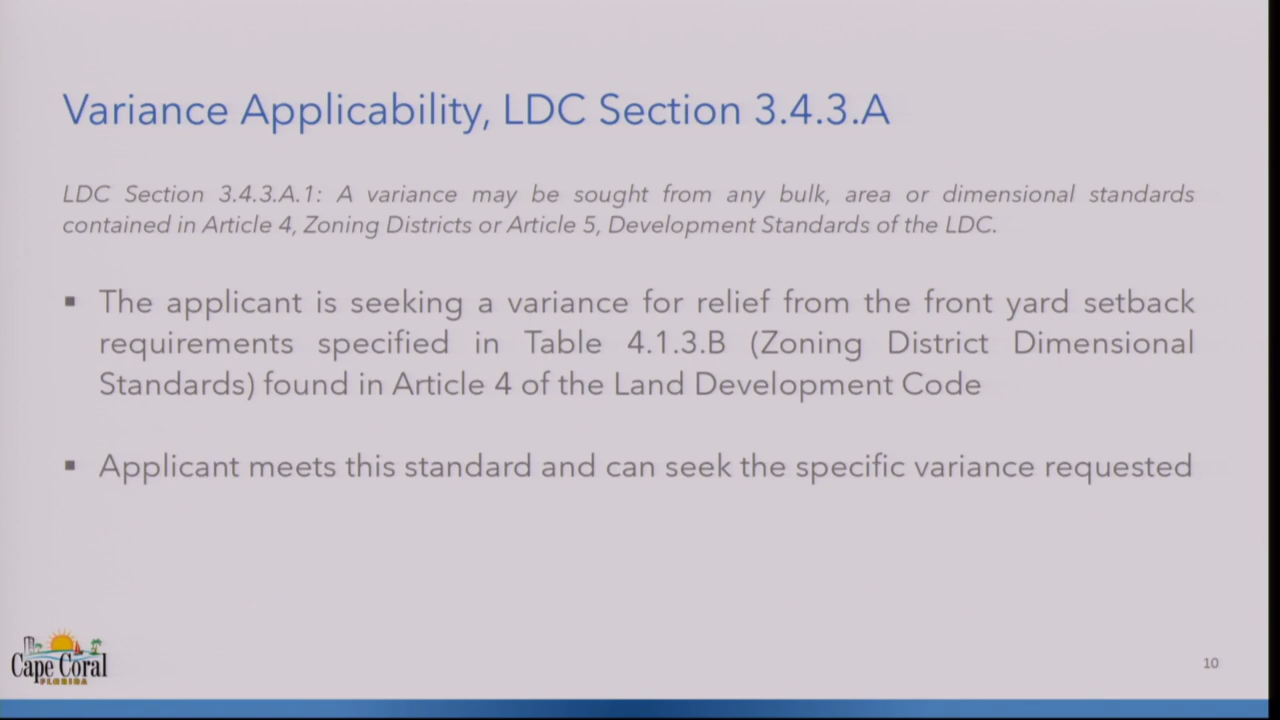 Variance Applicability, LDC Section 3.4.3.A
LDC Section 3.4.3.A.1: A variance may be sought from any bulk, area or dimensional standards
contained in Article 4, Zoning Districts or Article 5, Development Standards of the LDC.
▪ The applicant is seeking a variance for relief from the front yard setback
requirements specified in Table 4.1.3.B (Zoning District Dimensional
Standards) found in Article 4 of the Land Development Code
▪ Applicant meets this standard and can seek the specific variance requested
Cape Coral
FLORIDA
10